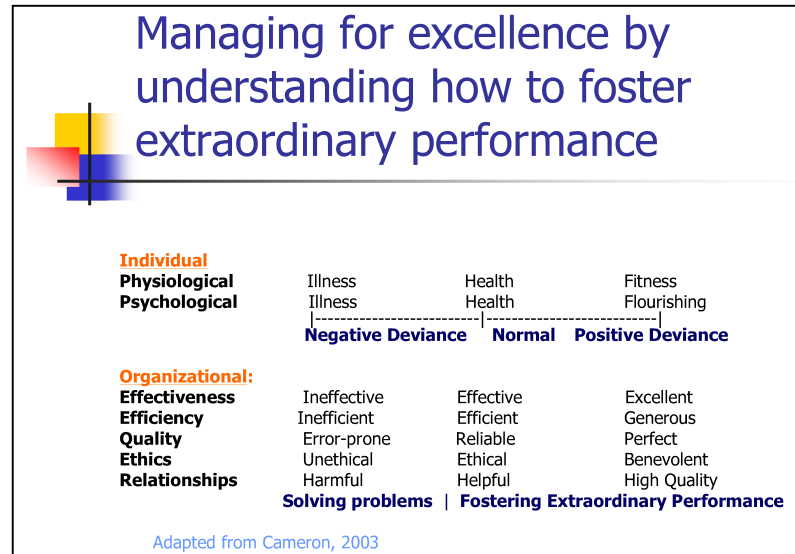 Managing for excellence by
understanding how to foster
extraordinary performance
Individual
Physiological Illness Health Fitness
Psychological Illness Health Flourishing
|--------------------------|---------------------------|
Negative Deviance Normal Positive Deviance
Organizational:
Effectiveness Ineffective Effective Excellent
Efficiency Inefficient Efficient Generous
Quality Error-prone Reliable Perfect
Ethics Unethical Ethical Benevolent
Relationships Harmful Helpful High Quality
Solving problems | Fostering Extraordinary Performance
Adapted from Cameron, 2003